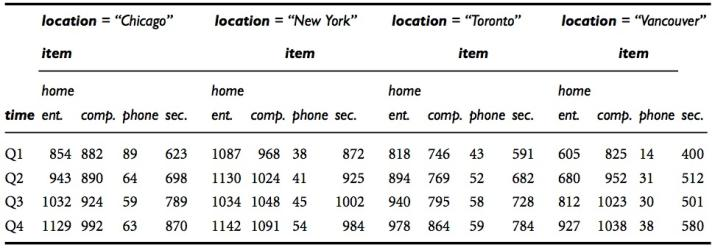 location = “Chicago” location = “New York” location = “Toronto” location = “Vancouver”
item item item item
home home home home
time ent. comp. phone sec. ent. comp. phone sec. ent. comp. phone sec. ent. comp. phone sec.
Q1 854 882 89 623 1087 968 38 872 818 746 43 591 605 825 14 400
Q2 943 890 64 698 1130 1024 41 925 894 769 52 682 680 952 31 512
Q3 1032 924 59 789 1034 1048 45 1002 940 795 58 728 812 1023 30 501
Q4 1129 992 63 870 1142 1091 54 984 978 864 59 784 927 1038 38 580